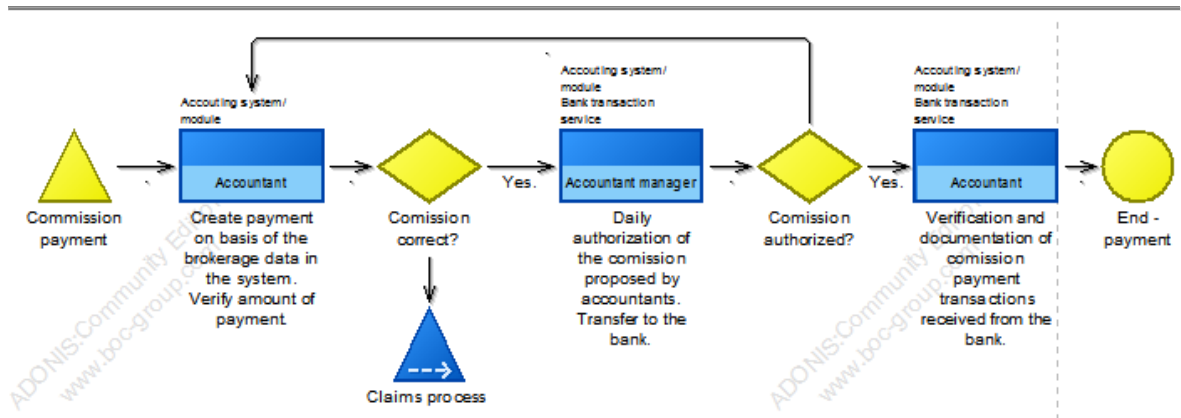 Accouting system/
module
Accouting system/
module
Bank transaction
service
Accouting system/
module
Bank transaction
service
Accountant
Yes.
Accountant manager
Yes.
Accountant
Commission
payment
Create payment
on basis of the
brokerage data in
the system.
Verify amount of
payment.
Comission
correct?
Daily
authorization of
the comission
proposed by
accountants.
Transfer to the
bank.
Comission
authorized?
Verification and
documentation of
comission
payment
transactions
received from the
bank.
End -
payment
Claims process
ADONIS:Community Edition
www.boc-group.com
ADONIS:Community Edition
www.boc-group.com